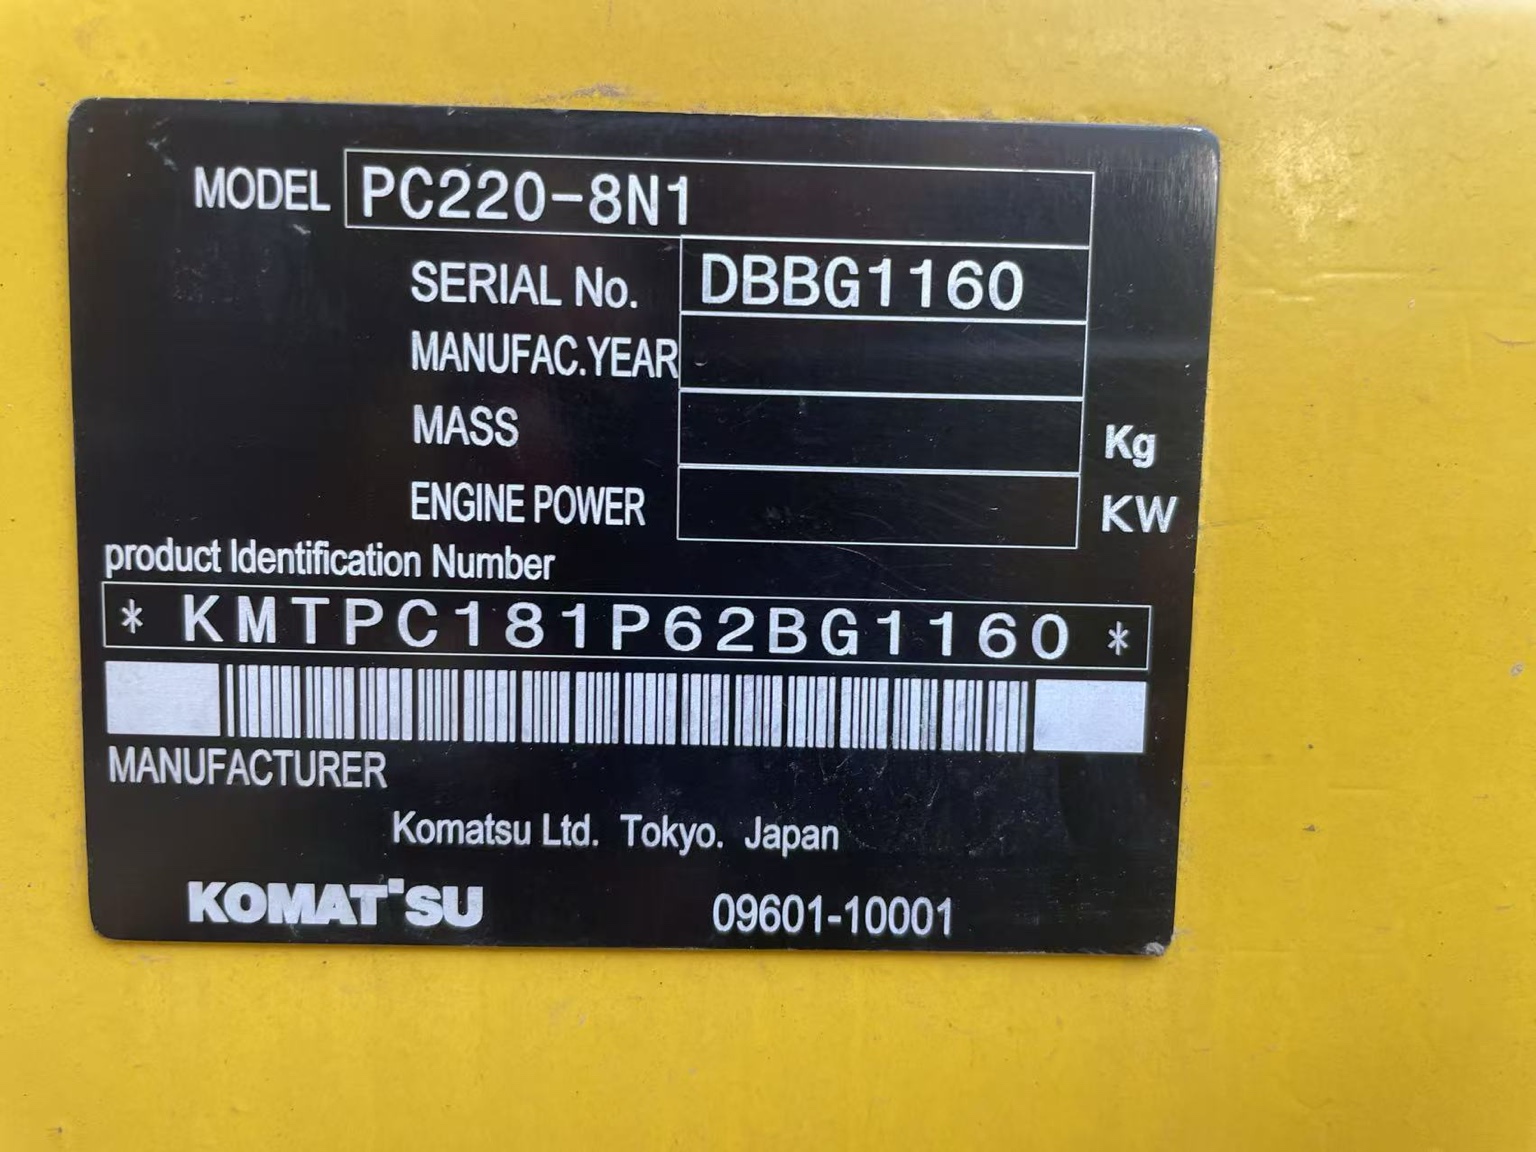 MODEL PC220-8N1
SERIAL No. DBBG1160
MANUFAC.YEAR
MASS Kg
ENGINE POWER KW
product Identification Number
* KMTPC181P62BG1160 *
MANUFACTURER
Komatsu Ltd. Tokyo. Japan
KOMATSU 09601-10001